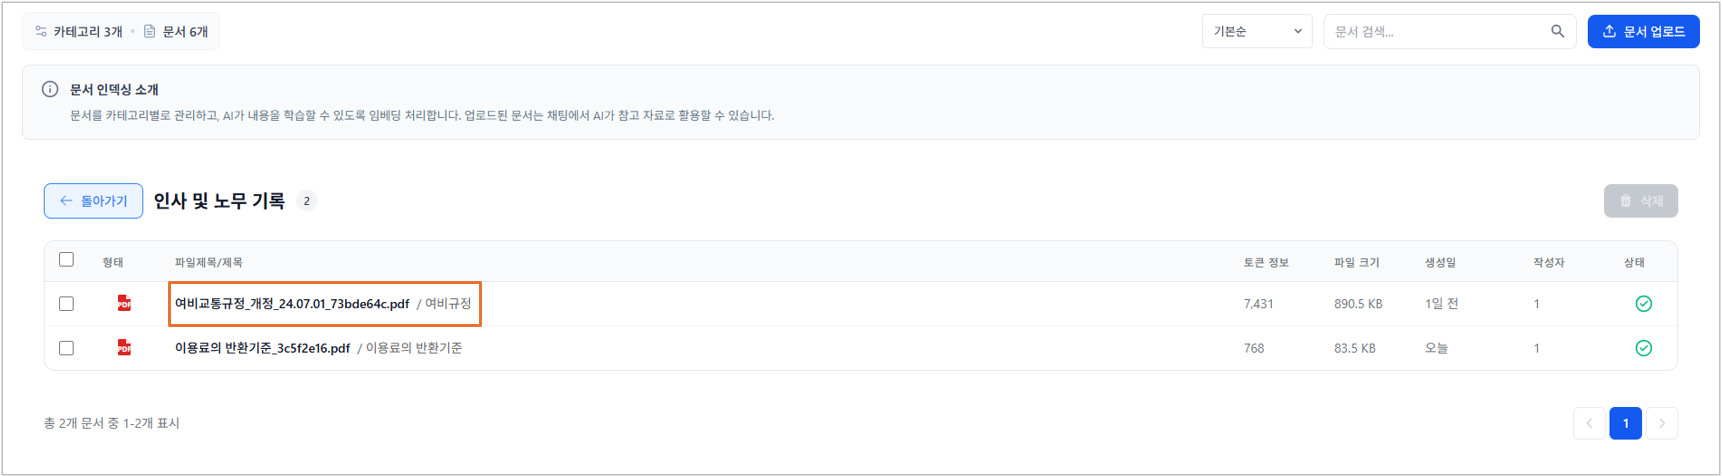 카테고리 3개 • 문서 6개
기본순
문서 검색...
문서 업로드
문서 인덱싱 소개
문서를 카테고리별로 관리하고, AI가 내용을 학습할 수 있도록 임베딩 처리합니다. 업로드된 문서는 채팅에서 AI가 참고 자료로 활용할 수 있습니다.
← 돌아가기 인사 및 노무 기록 2
삭제
형태 파일제목/제목 토큰 정보 파일 크기 생성일 작성자 상태
PDF 여비교통규정_개정_24.07.01_73bde64c.pdf / 여비규정 7,431 890.5 KB 1일 전 1
PDF 이용료의 반환기준_3c5f2e16.pdf / 이용료의 반환기준 768 83.5 KB 오늘 1
총 2개 문서 중 1-2개 표시
< 1 >